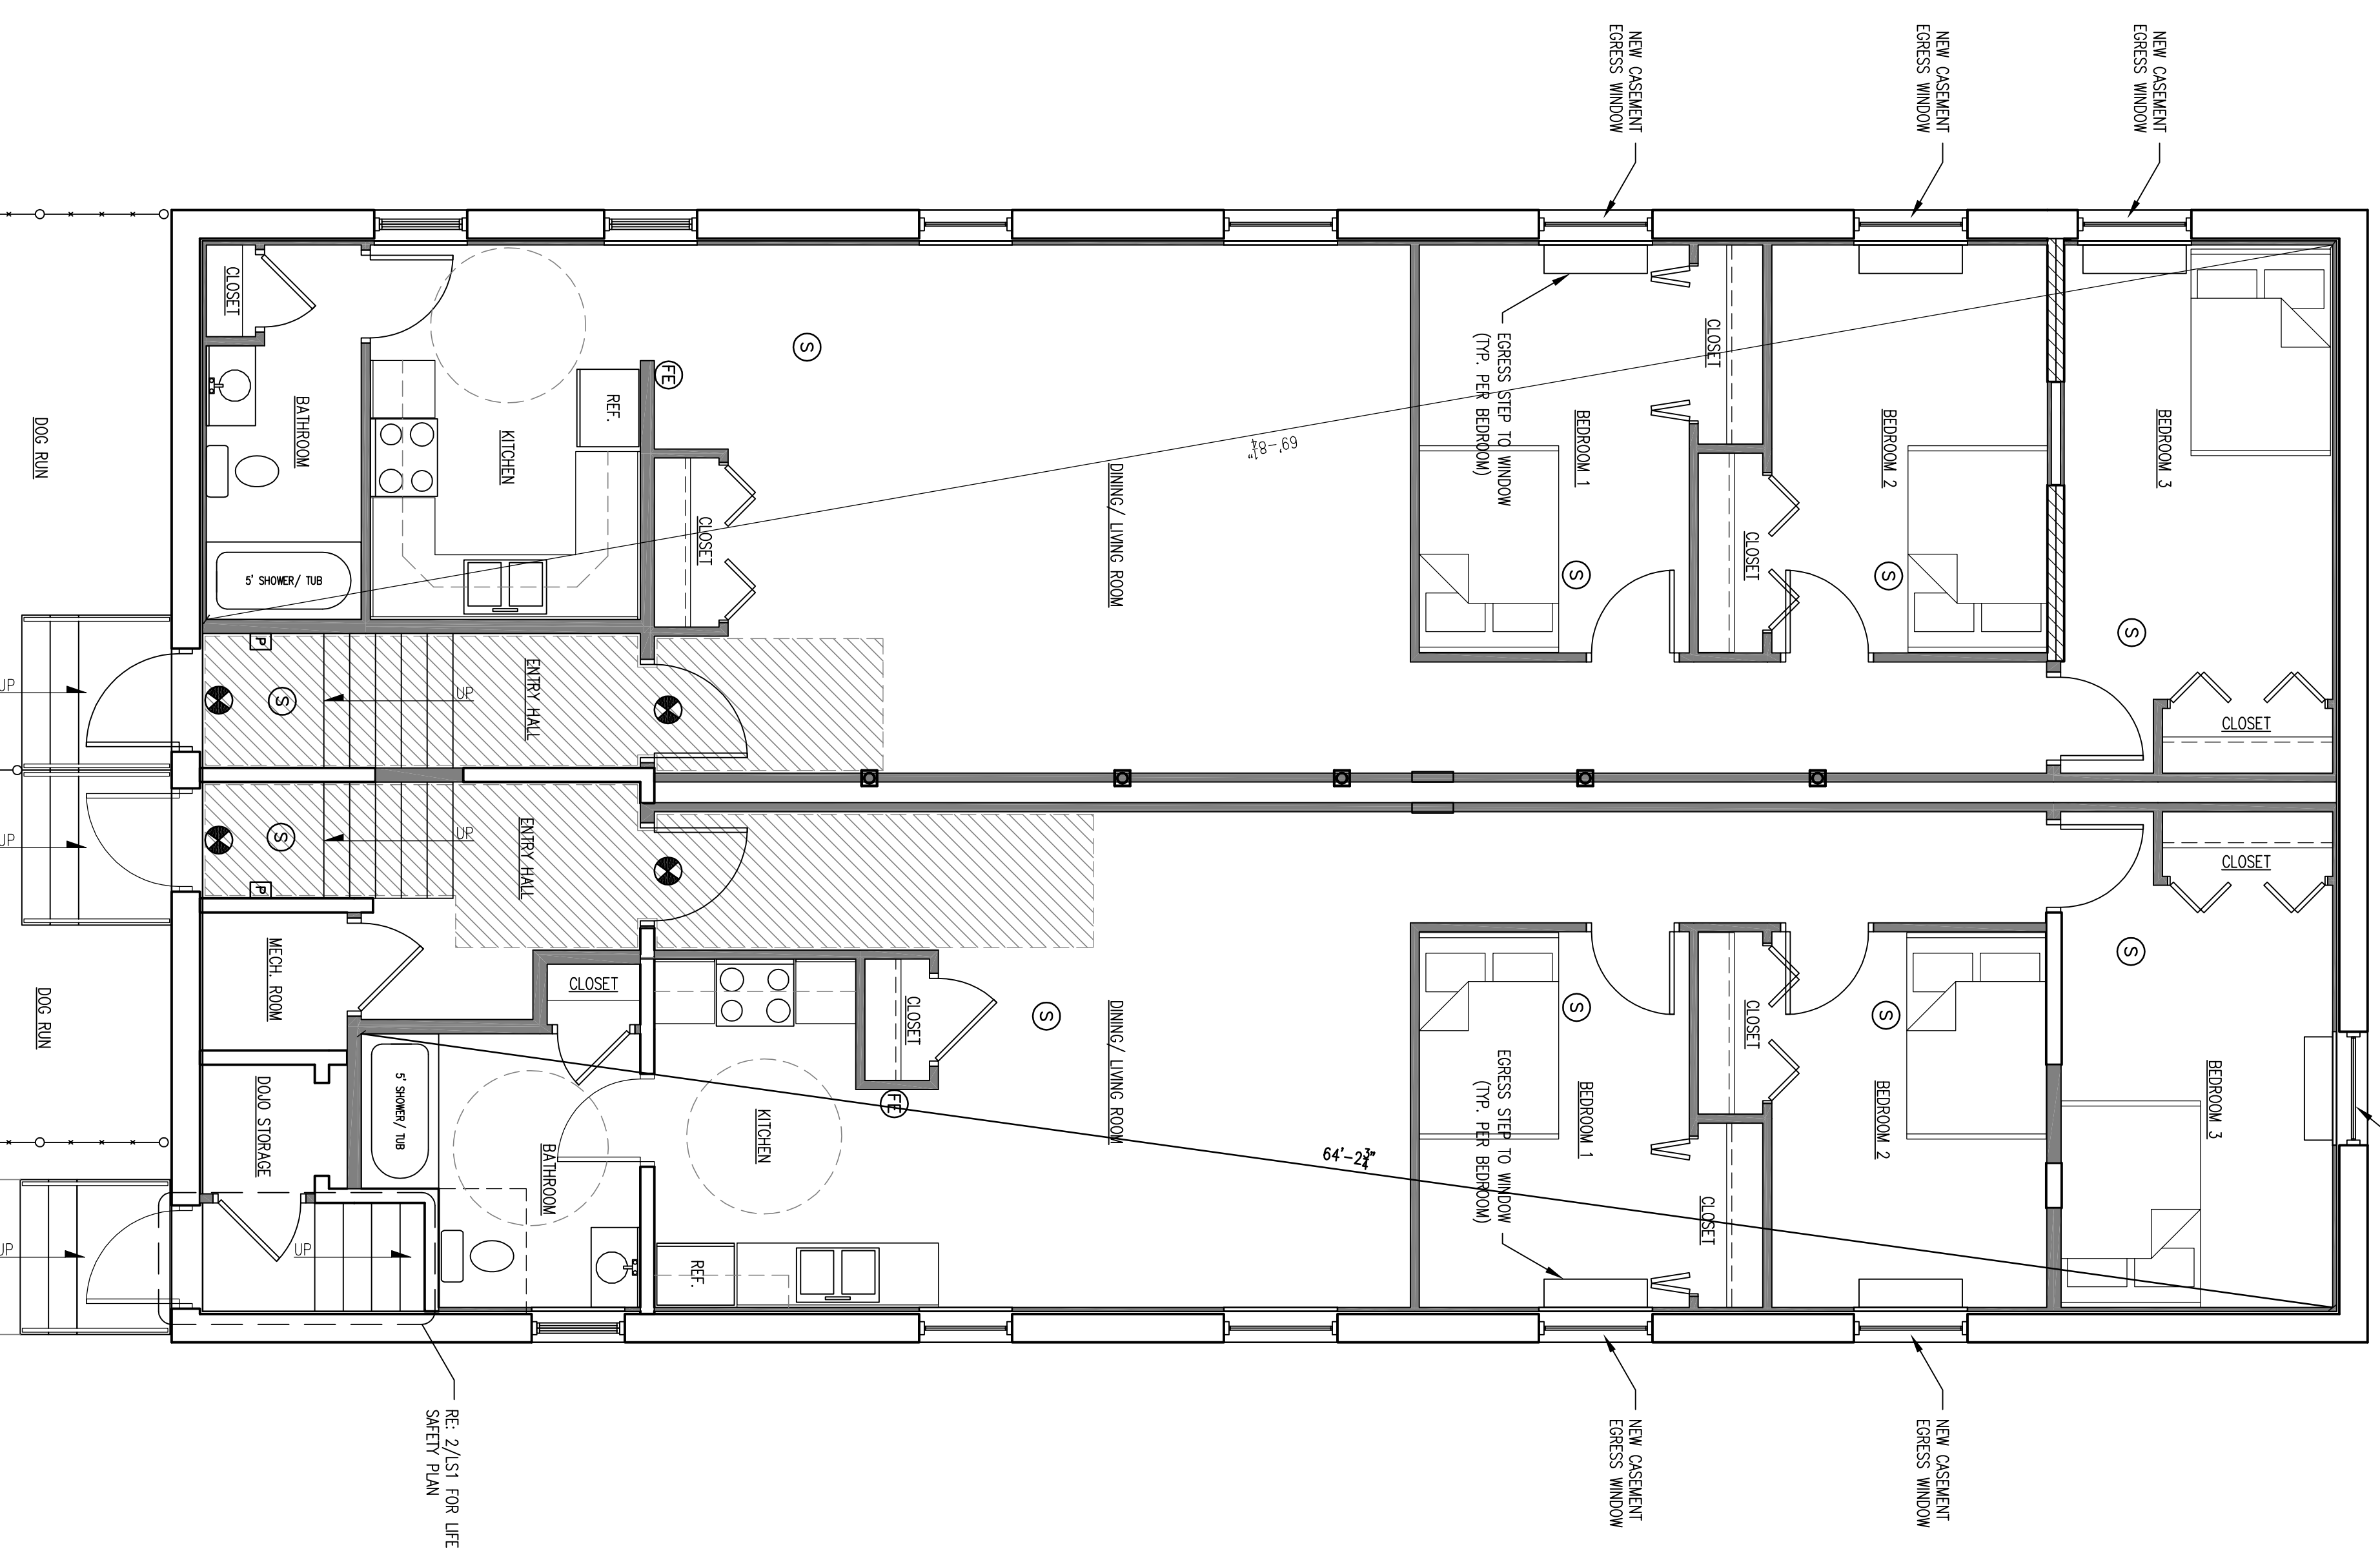 NEW CASEMENT
EGRESS WINDOW
NEW CASEMENT
EGRESS WINDOW
NEW CASEMENT
EGRESS WINDOW
DOG RUN
CLOSET
BATHROOM
5' SHOWER/ TUB
REF.
KITCHEN
FE
S
CLOSET
DINING/ LIVING ROOM
69'-8¼"
EGRESS STEP TO WINDOW
(TYP. PER BEDROOM)
BEDROOM 1
S
CLOSET
CLOSET
BEDROOM 2
S
BEDROOM 3
S
CLOSET
UP
P
S
UP
ENTRY HALL
UP
S
P
UP
ENTRY HALL
DOG RUN
MECH. ROOM
DOJO STORAGE
UP
UP
CLOSET
5' SHOWER/ TUB
BATHROOM
KITCHEN
REF.
CLOSET
FE
S
DINING/ LIVING ROOM
64'-2¾"
EGRESS STEP TO WINDOW
(TYP. PER BEDROOM)
BEDROOM 1
S
CLOSET
CLOSET
BEDROOM 2
S
CLOSET
S
BEDROOM 3
RE: 2/LS1 FOR LIFE
SAFETY PLAN
NEW CASEMENT
EGRESS WINDOW
NEW CASEMENT
EGRESS WINDOW